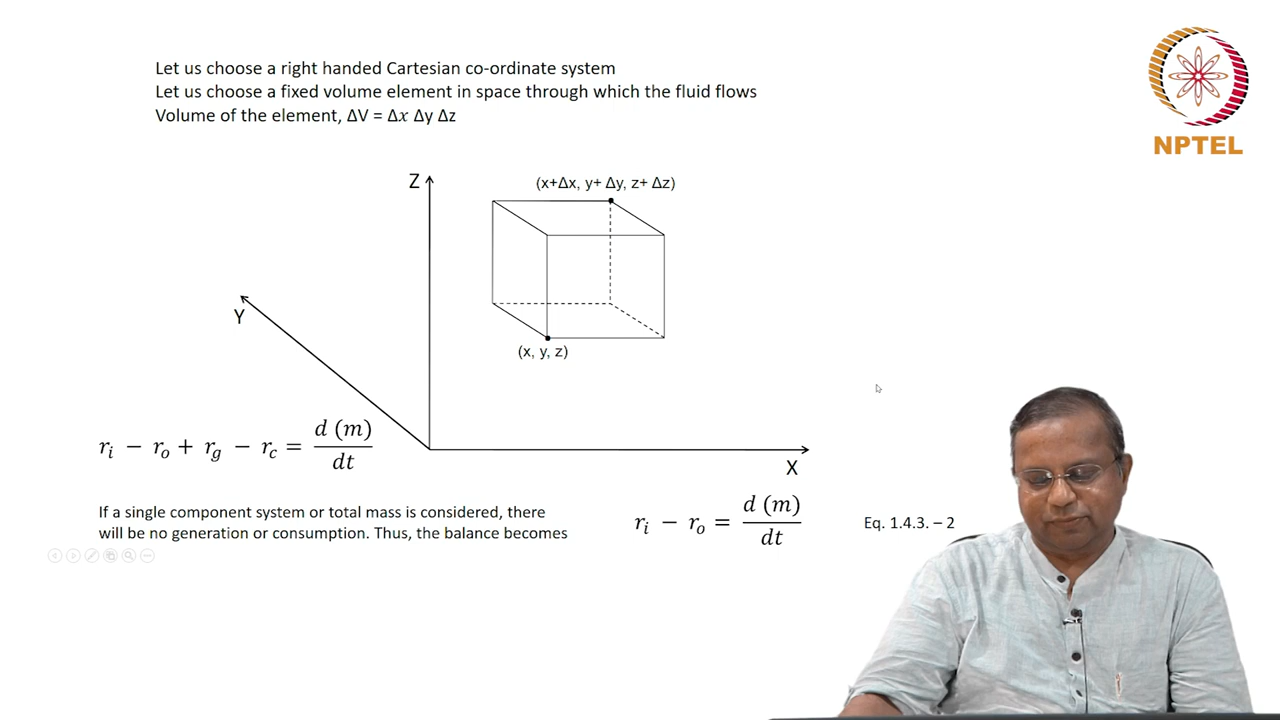 Let us choose a right handed Cartesian co-ordinate system
Let us choose a fixed volume element in space through which the fluid flows
Volume of the element, ΔV = Δx Δy Δz
NPTEL
Z
(x+Δx, y+ Δy, z+ Δz)
Y
(x, y, z)
X
r_i − r_o + r_g − r_c = d (m) / dt
If a single component system or total mass is considered, there
will be no generation or consumption. Thus, the balance becomes
r_i − r_o = d (m) / dt
Eq. 1.4.3. – 2